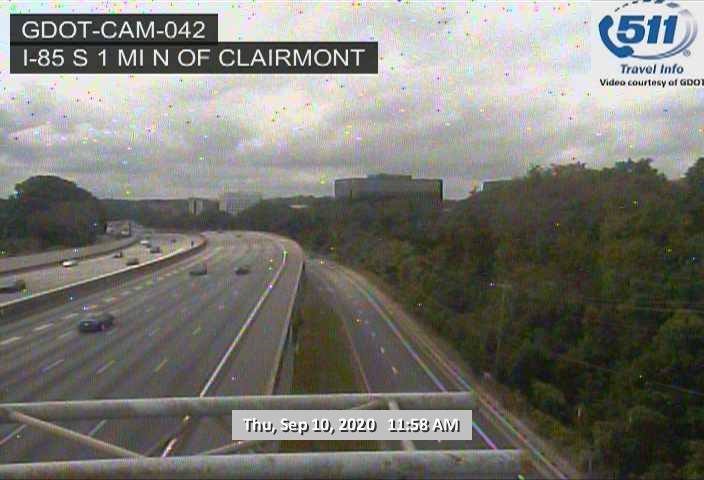 GDOT-CAM-042
I-85 S 1 MI N OF CLAIRMONT
511
Travel Info
Video courtesy of GDOT
Thu, Sep 10, 2020 11:58 AM